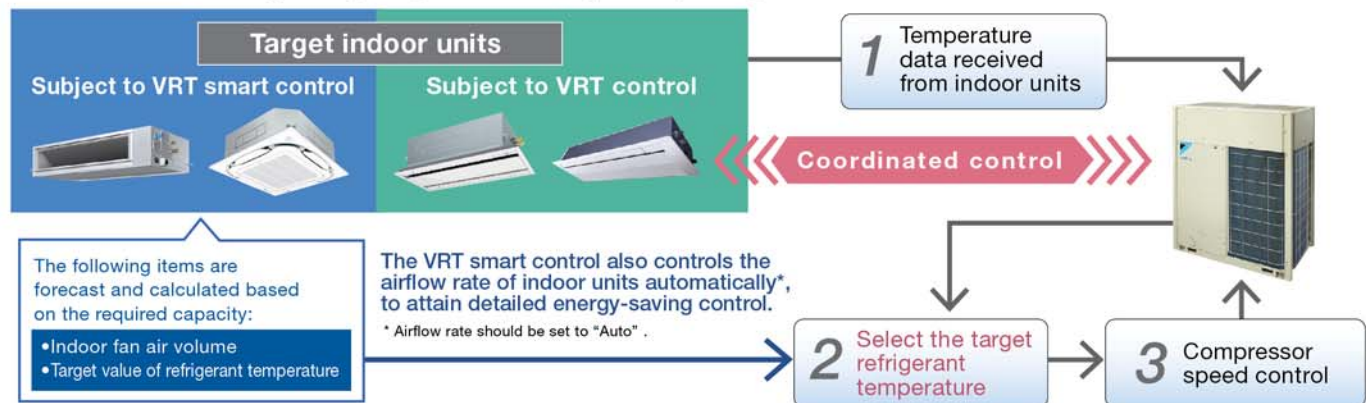 Target indoor units
Subject to VRT smart control
Subject to VRT control
1
Temperature
data received
from indoor units
Coordinated control
The following items are
forecast and calculated based
on the required capacity:
•Indoor fan air volume
•Target value of refrigerant temperature
The VRT smart control also controls the
airflow rate of indoor units automatically*,
to attain detailed energy-saving control.
* Airflow rate should be set to “Auto” .
2
Select the target
refrigerant
temperature
3
Compressor
speed control